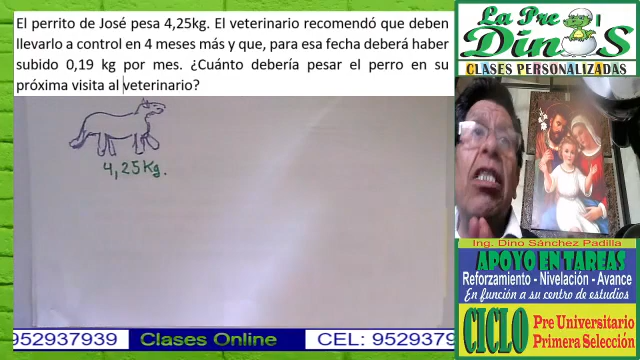 El perrito de José pesa 4,25kg. El veterinario recomendó que deben
llevarlo a control en 4 meses más y que, para esa fecha deberá haber
subido 0,19 kg por mes. ¿Cuánto debería pesar el perro en su
próxima visita al veterinario?
4,25Kg.
La Pre
DinoS
CLASES PERSONALIZADAS
Ing. Dino Sánchez Padilla
APOYO EN TAREAS
Reforzamiento - Nivelación - Avance
En función a su centro de estudios
CICLO Pre Universitario
Primera Selección
952937939 Clases Online CEL: 9529379